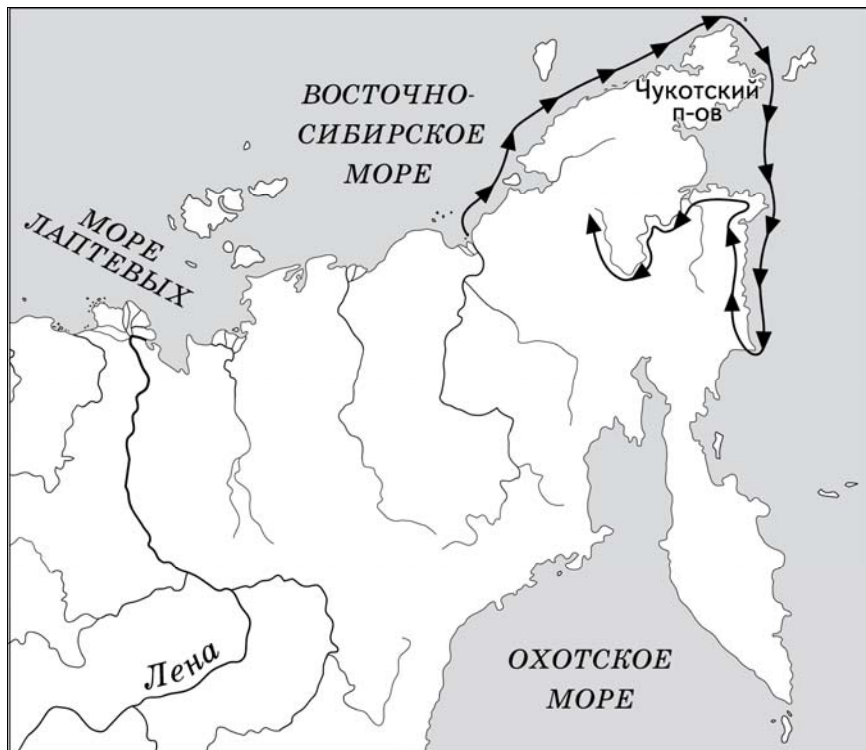 Чукотский
п-ов
ВОСТОЧНО-
СИБИРСКОЕ
МОРЕ
МОРЕ
ЛАПТЕВЫХ
Лена
ОХОТСКОЕ
МОРЕ